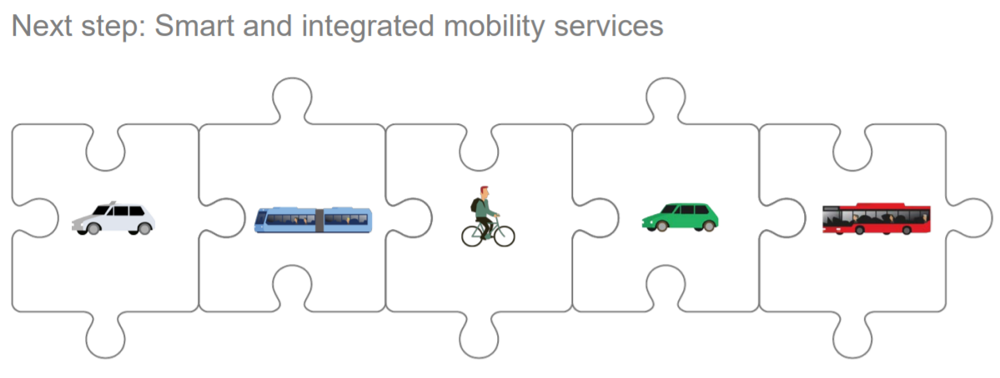 Next step: Smart and integrated mobility services